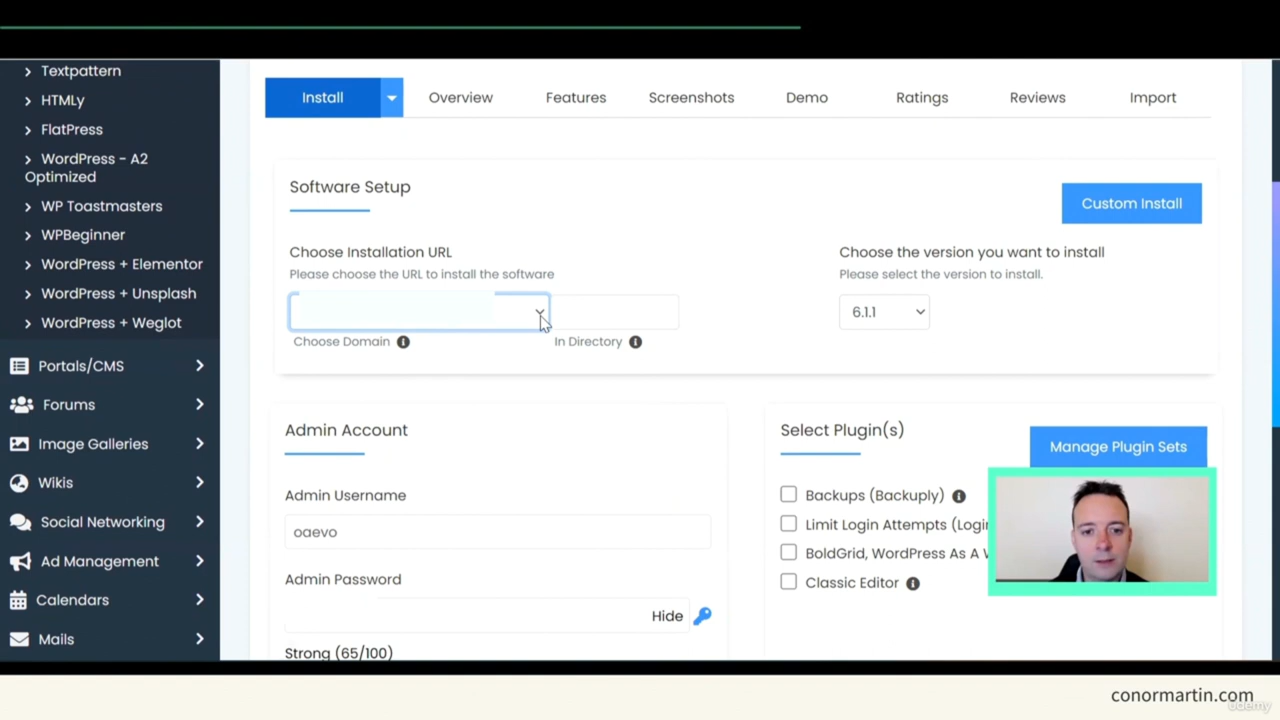 Textpattern
HTMLy
FlatPress
WordPress - A2
Optimized
WP Toastmasters
WPBeginner
WordPress + Elementor
WordPress + Unsplash
WordPress + Weglot
Portals/CMS
Forums
Image Galleries
Wikis
Social Networking
Ad Management
Calendars
Mails
Install
Overview
Features
Screenshots
Demo
Ratings
Reviews
Import
Software Setup
Custom Install
Choose Installation URL
Please choose the URL to install the software
Choose Domain
In Directory
Choose the version you want to install
Please select the version to install.
6.1.1
Admin Account
Admin Username
oaevo
Admin Password
Hide
Strong (65/100)
Select Plugin(s)
Manage Plugin Sets
Backups (Backuply)
Limit Login Attempts (Login
BoldGrid, WordPress As A W
Classic Editor
conormartin.com
udemy